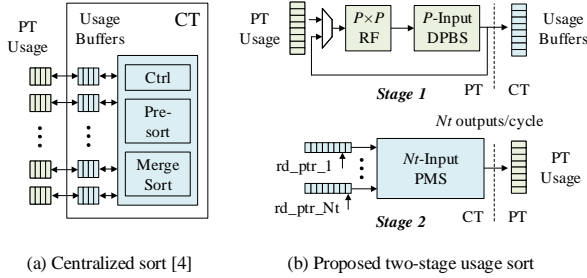 PT
Usage
Usage
Buffers
CT
Ctrl
Pre-
sort
Merge
Sort
(a) Centralized sort [4]
PT
Usage
P×P
RF
P-Input
DPBS
Usage
Buffers
Stage 1
PT
CT
Nt outputs/cycle
rd_ptr_1
rd_ptr_Nt
Nt-Input
PMS
PT
Usage
Stage 2
CT
PT
(b) Proposed two-stage usage sort